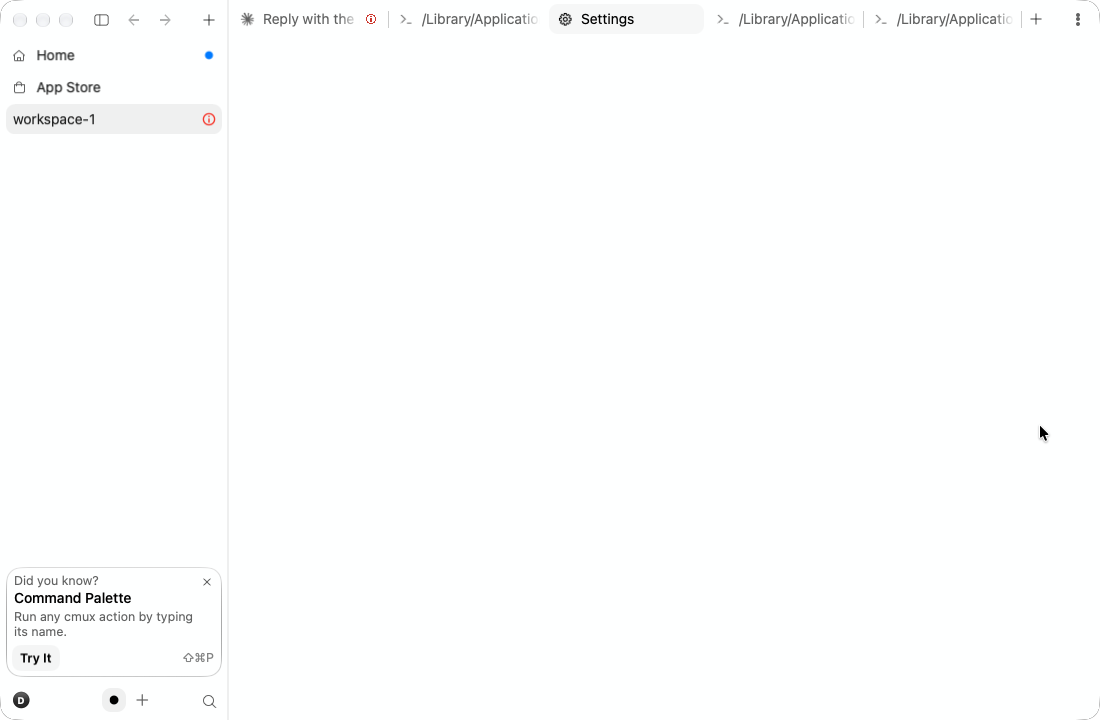 Reply with the
/Library/Applicatio
Settings
/Library/Applicatio
/Library/Applicatio
Home
App Store
workspace-1
Did you know?
Command Palette
Run any cmux action by typing
its name.
Try It
⇧⌘P
D